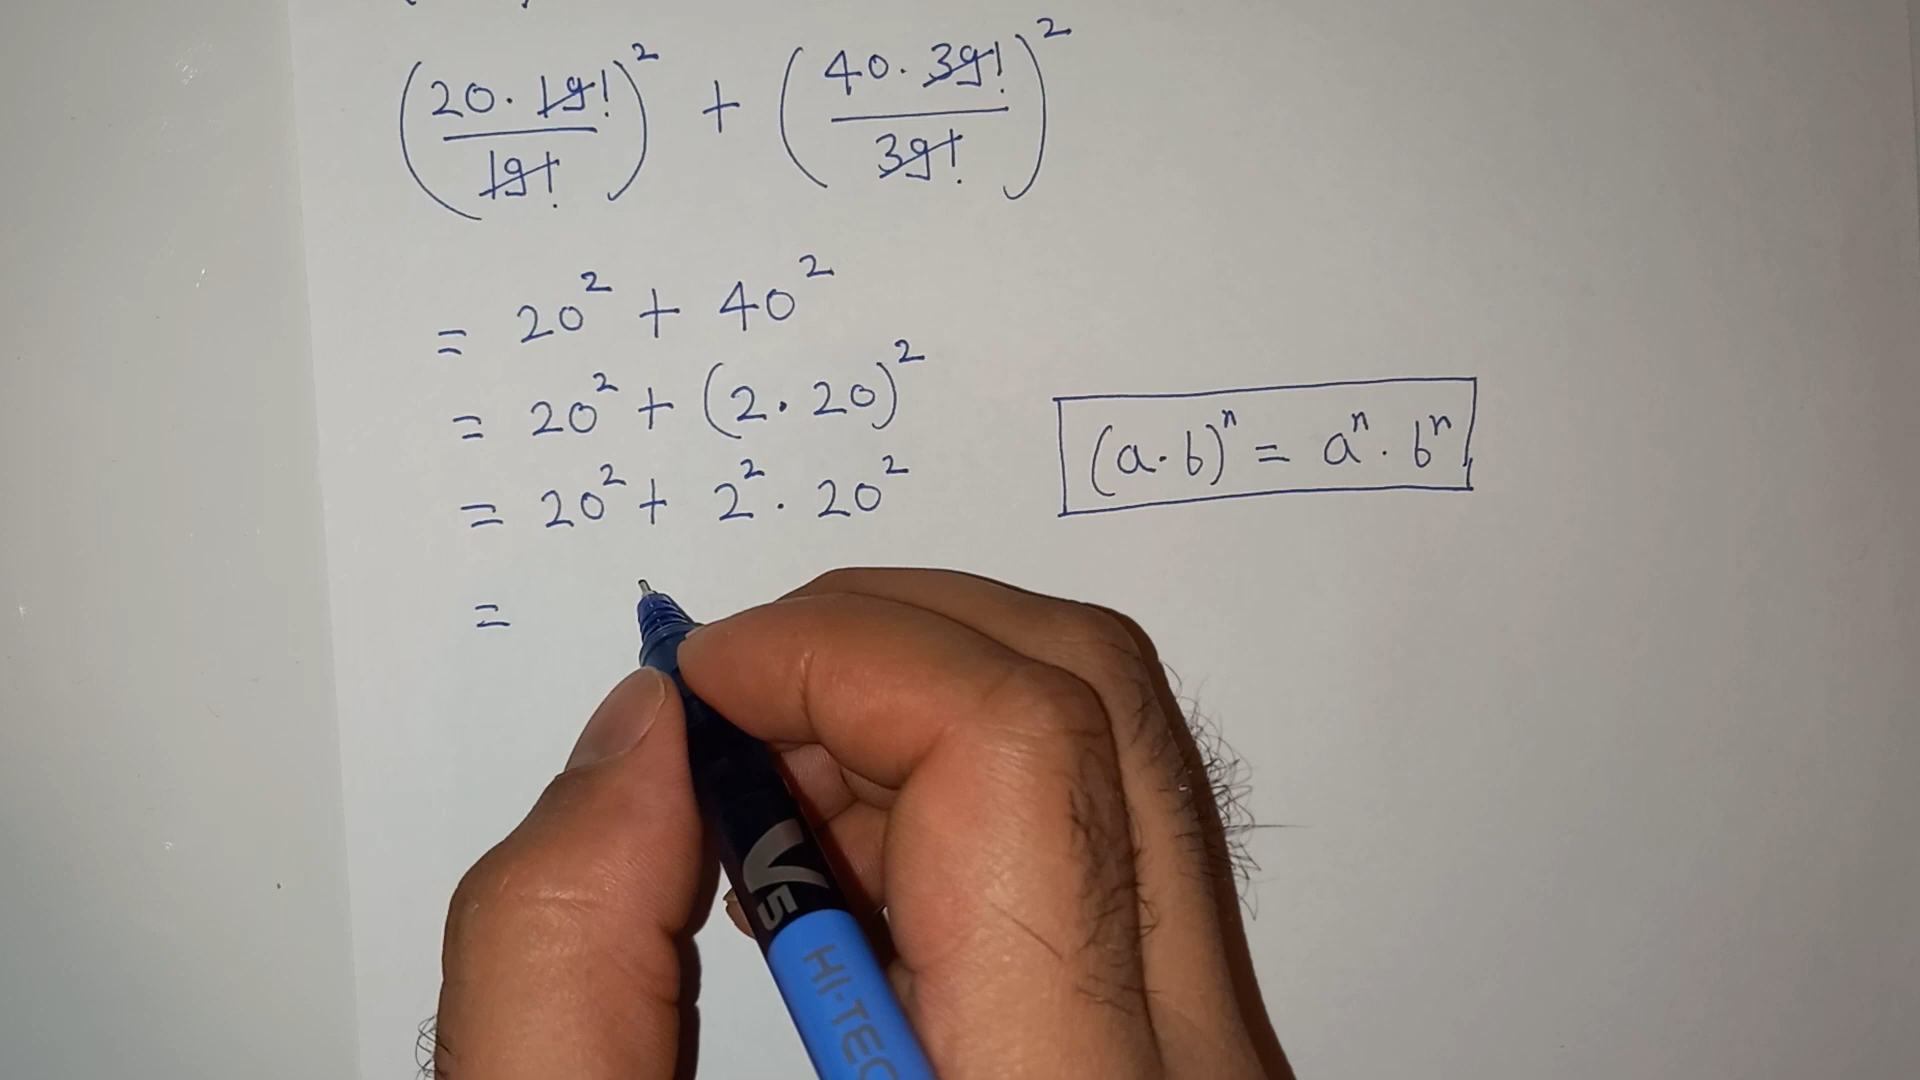 (20 · 19! / 19!)² + (40 · 39! / 39!)²
= 20² + 40²
= 20² + (2 · 20)²
= 20² + 2² · 20²
(a · b)ⁿ = aⁿ · bⁿ
=
V5
HI-TEC